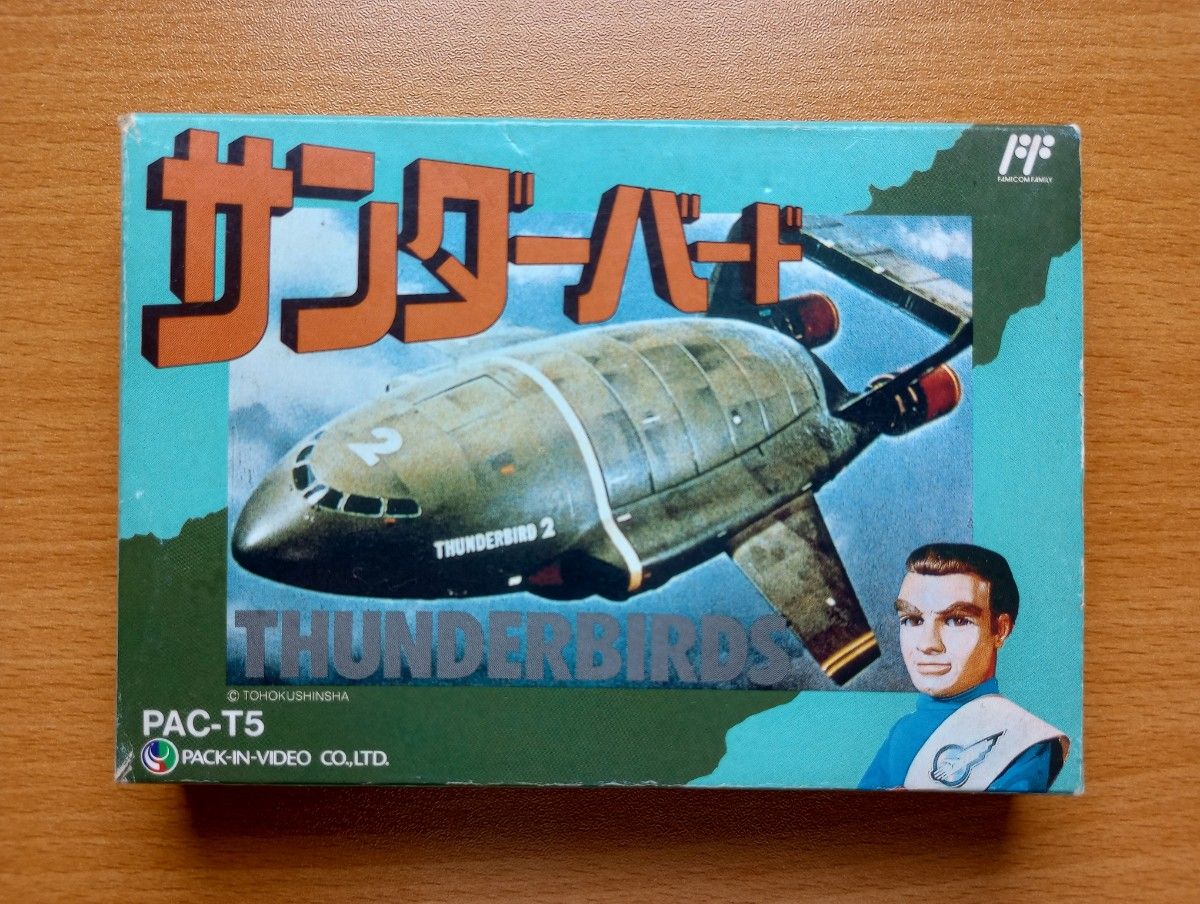 サンダーバード
FAMICOM FAMILY
2
THUNDERBIRD 2
THUNDERBIRDS
© TOHOKUSHINSHA
PAC-T5
PACK-IN-VIDEO CO.,LTD.